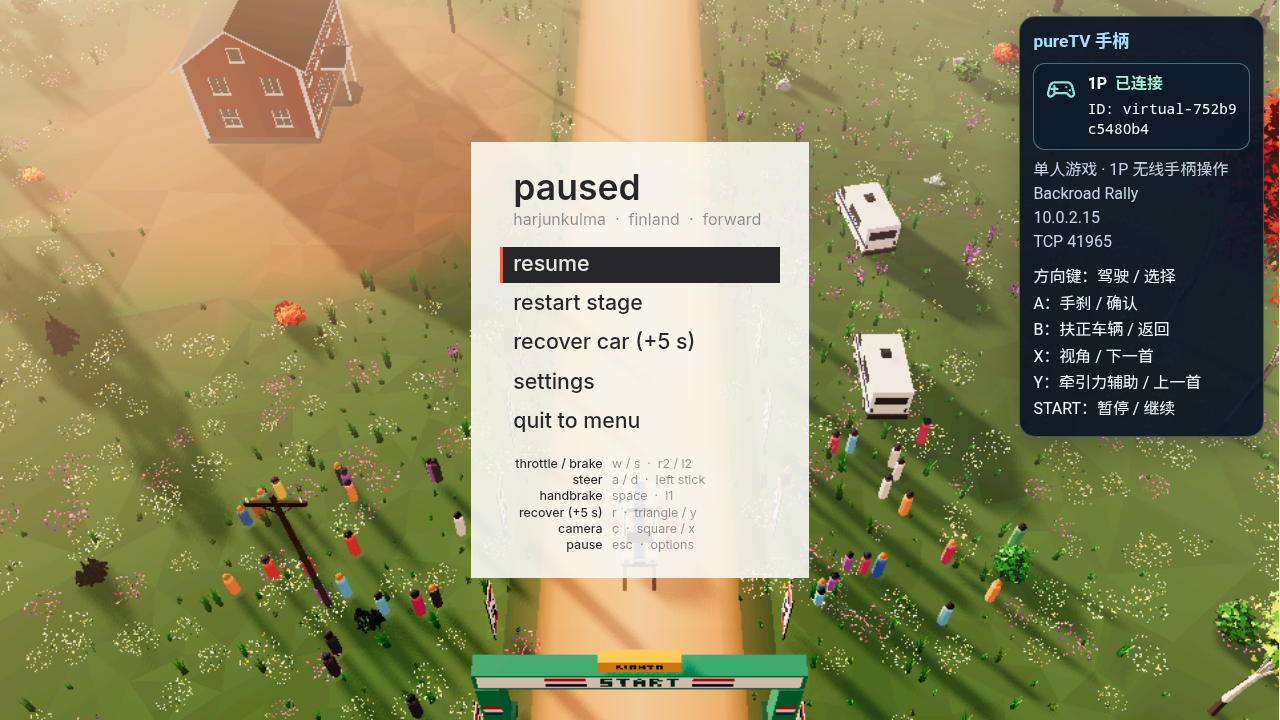 paused
harjunkulma · finland · forward
resume
restart stage
recover car (+5 s)
settings
quit to menu
throttle / brake w / s · r2 / l2
steer a / d · left stick
handbrake space · l1
recover (+5 s) r · triangle / y
camera c · square / x
pause esc · options
START
pureTV 手柄
1P 已连接
ID: virtual-752b9
c5480b4
单人游戏 · 1P 无线手柄操作
Backroad Rally
10.0.2.15
TCP 41965
方向键：驾驶 / 选择
A：手刹 / 确认
B：扶正车辆 / 返回
X：视角 / 下一首
Y：牵引力辅助 / 上一首
START：暂停 / 继续